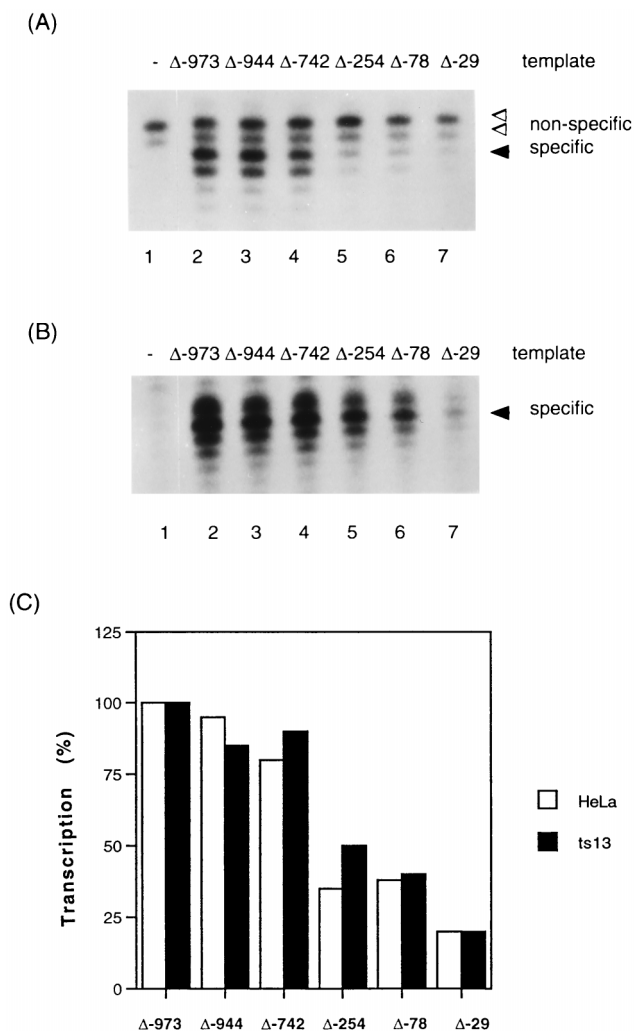 (A)
- Δ-973 Δ-944 Δ-742 Δ-254 Δ-78 Δ-29 template
non-specific
specific
1 2 3 4 5 6 7
(B)
- Δ-973 Δ-944 Δ-742 Δ-254 Δ-78 Δ-29 template
specific
1 2 3 4 5 6 7
(C)
125
100
75
50
25
0
Transcription (%)
HeLa
ts13
Δ-973 Δ-944 Δ-742 Δ-254 Δ-78 Δ-29